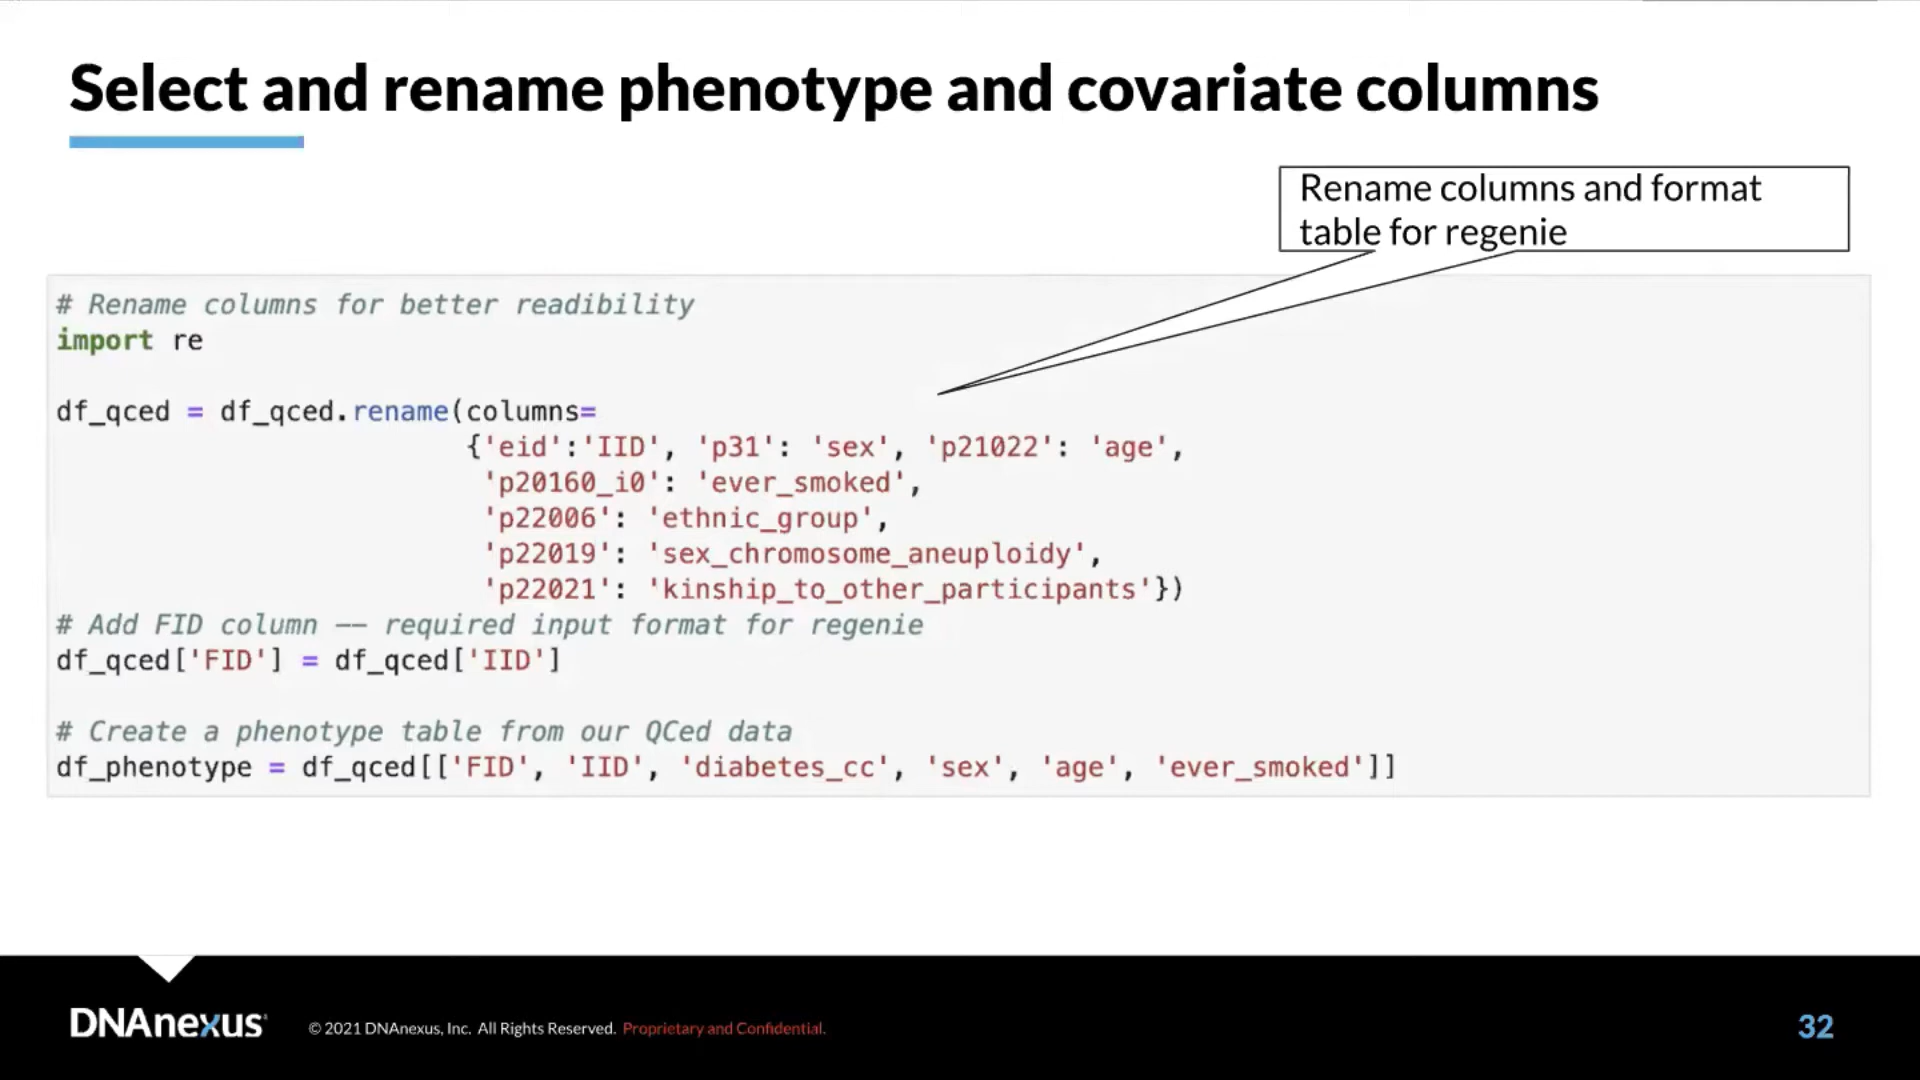 Select and rename phenotype and covariate columns
Rename columns and format
table for regenie
# Rename columns for better readibility
import re
df_qced = df_qced.rename(columns=
{'eid':'IID', 'p31': 'sex', 'p21022': 'age',
'p20160_i0': 'ever_smoked',
'p22006': 'ethnic_group',
'p22019': 'sex_chromosome_aneuploidy',
'p22021': 'kinship_to_other_participants'})
# Add FID column -- required input format for regenie
df_qced['FID'] = df_qced['IID']
# Create a phenotype table from our QCed data
df_phenotype = df_qced[['FID', 'IID', 'diabetes_cc', 'sex', 'age', 'ever_smoked']]
DNAnexus
© 2021 DNAnexus, Inc. All Rights Reserved. Proprietary and Confidential.
32